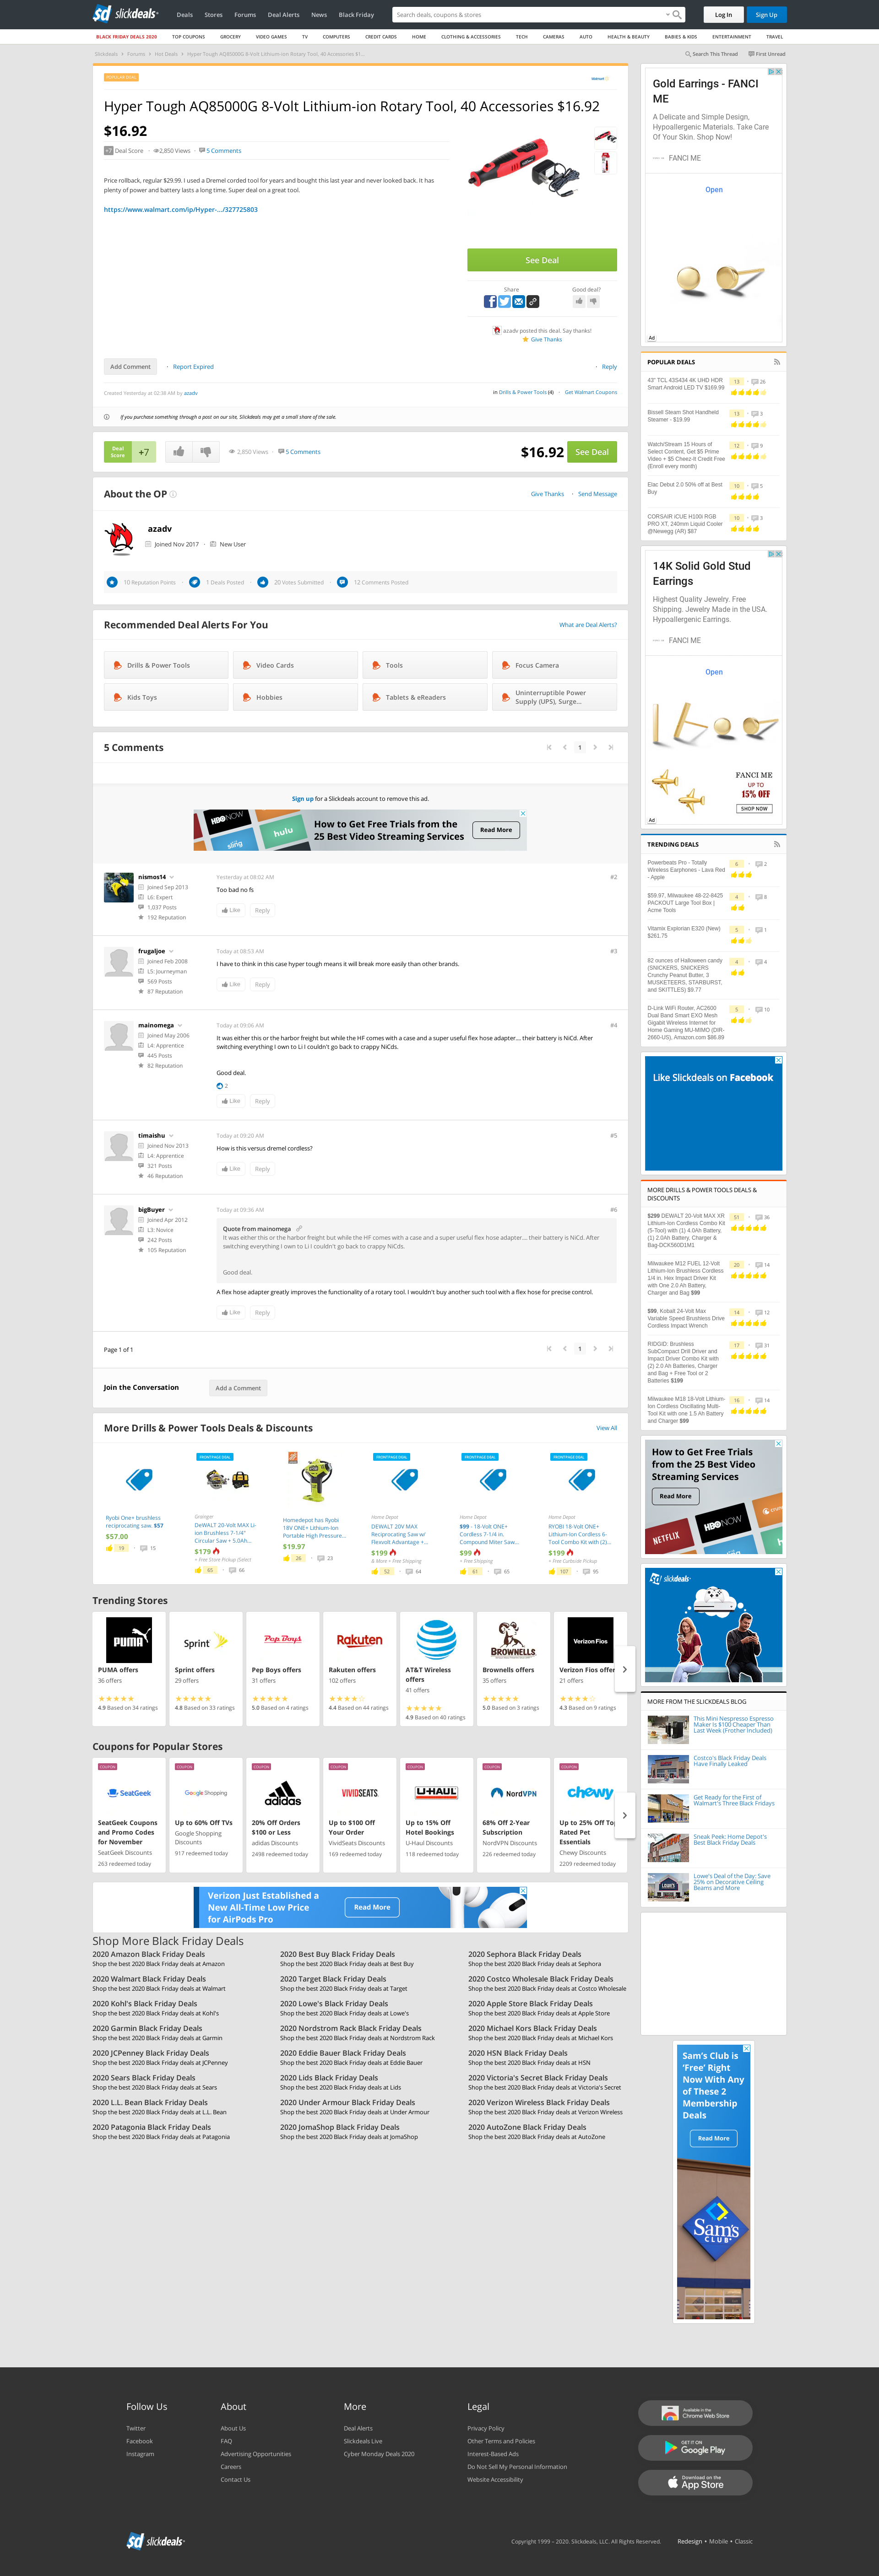 slickdeals
Deals
Stores
Forums
Deal Alerts
News
Black Friday
Search deals, coupons & stores
Log In
Sign Up
BLACK FRIDAY DEALS 2020
TOP COUPONS
GROCERY
VIDEO GAMES
TV
COMPUTERS
CREDIT CARDS
HOME
CLOTHING & ACCESSORIES
TECH
CAMERAS
AUTO
HEALTH & BEAUTY
BABIES & KIDS
ENTERTAINMENT
TRAVEL
Slickdeals › Forums › Hot Deals › Hyper Tough AQ85000G 8-Volt Lithium-ion Rotary Tool, 40 Accessories $1...
Search This Thread
First Unread
POPULAR DEAL
Walmart
Hyper Tough AQ85000G 8-Volt Lithium-ion Rotary Tool, 40 Accessories $16.92
$16.92
+7 Deal Score
2,850 Views
5 Comments
Price rollback, regular $29.99. I used a Dremel corded tool for years and bought this last year and never looked back. It has
plenty of power and battery lasts a long time. Super deal on a great tool.
https://www.walmart.com/ip/Hyper-.../327725803
See Deal
Share
Good deal?
azadv posted this deal. Say thanks!
Give Thanks
Add Comment
Report Expired
Reply
Created Yesterday at 02:38 AM by azadv
in Drills & Power Tools (4)
Get Walmart Coupons
If you purchase something through a post on our site, Slickdeals may get a small share of the sale.
Deal Score
+7
2,850 Views
5 Comments
$16.92
See Deal
About the OP
Give Thanks
Send Message
azadv
Joined Nov 2017
New User
10 Reputation Points
1 Deals Posted
20 Votes Submitted
12 Comments Posted
Recommended Deal Alerts For You
What are Deal Alerts?
Drills & Power Tools
Video Cards
Tools
Focus Camera
Kids Toys
Hobbies
Tablets & eReaders
Uninterruptible Power
Supply (UPS), Surge...
5 Comments
1
Sign up for a Slickdeals account to remove this ad.
HBO NOW
sling
hulu
How to Get Free Trials from the
25 Best Video Streaming Services
Read More
nismos14
Joined Sep 2013
L6: Expert
1,037 Posts
192 Reputation
Yesterday at 08:02 AM
#2
Too bad no fs
Like
Reply
frugaljoe
Joined Feb 2008
L5: Journeyman
569 Posts
87 Reputation
Today at 08:53 AM
#3
I have to think in this case hyper tough means it will break more easily than other brands.
Like
Reply
mainomega
Joined May 2006
L4: Apprentice
445 Posts
82 Reputation
Today at 09:06 AM
#4
It was either this or the harbor freight but while the HF comes with a case and a super useful flex hose adapter.... their battery is NiCd. After
switching everything I own to Li I couldn't go back to crappy NiCds.
Good deal.
2
Like
Reply
timaishu
Joined Nov 2013
L4: Apprentice
321 Posts
46 Reputation
Today at 09:20 AM
#5
How is this versus dremel cordless?
Like
Reply
bigBuyer
Joined Apr 2012
L3: Novice
242 Posts
105 Reputation
Today at 09:36 AM
#6
Quote from mainomega
It was either this or the harbor freight but while the HF comes with a case and a super useful flex hose adapter.... their battery is NiCd. After
switching everything I own to Li I couldn't go back to crappy NiCds.
Good deal.
A flex hose adapter greatly improves the functionality of a rotary tool. I wouldn't buy another such tool with a flex hose for precise control.
Like
Reply
Page 1 of 1
1
Join the Conversation
Add a Comment
More Drills & Power Tools Deals & Discounts
View All
Ryobi One+ brushless
reciprocating saw. $57
$57.00
19
15
FRONTPAGE DEAL
Grainger
DeWALT 20-Volt MAX Li-
ion Brushless 7-1/4"
Circular Saw + 5.0Ah...
$179
+ Free Store Pickup (Select
65
66
Homedepot has Ryobi
18V ONE+ Lithium-Ion
Portable High Pressure...
$19.97
26
23
FRONTPAGE DEAL
Home Depot
DEWALT 20V MAX
Reciprocating Saw w/
Flexvolt Advantage +...
$199
& More + Free Shipping
52
64
FRONTPAGE DEAL
Home Depot
$99 - 18-Volt ONE+
Cordless 7-1/4 in.
Compound Miter Saw...
$99
+ Free Shipping
61
65
FRONTPAGE DEAL
Home Depot
RYOBI 18-Volt ONE+
Lithium-Ion Cordless 6-
Tool Combo Kit with (2)...
$199
+ Free Curbside Pickup
107
95
Trending Stores
PUMA
PUMA offers
36 offers
4.9 Based on 34 ratings
Sprint
Sprint offers
29 offers
4.8 Based on 33 ratings
Pep Boys
Pep Boys offers
31 offers
5.0 Based on 4 ratings
Rakuten
Rakuten offers
102 offers
4.4 Based on 44 ratings
AT&T Wireless
offers
41 offers
4.9 Based on 40 ratings
BROWNELLS
Brownells offers
35 offers
5.0 Based on 3 ratings
Verizon Fios
Verizon Fios offer
21 offers
4.3 Based on 9 ratings
Coupons for Popular Stores
COUPON
SeatGeek
SeatGeek Coupons
and Promo Codes
for November
SeatGeek Discounts
263 redeemed today
COUPON
Google Shopping
Up to 60% Off TVs
Google Shopping
Discounts
917 redeemed today
COUPON
adidas
20% Off Orders
$100 or Less
adidas Discounts
2498 redeemed today
COUPON
VIVIDSEATS.
Up to $100 Off
Your Order
VividSeats Discounts
169 redeemed today
COUPON
U-HAUL
Up to 15% Off
Hotel Bookings
U-Haul Discounts
118 redeemed today
COUPON
NordVPN
68% Off 2-Year
Subscription
NordVPN Discounts
226 redeemed today
COUPON
chewy
Up to 25% Off To
Rated Pet
Essentials
Chewy Discounts
2209 redeemed today
Verizon Just Established a
New All-Time Low Price
for AirPods Pro
Read More
Shop More Black Friday Deals
2020 Amazon Black Friday Deals
Shop the best 2020 Black Friday deals at Amazon
2020 Best Buy Black Friday Deals
Shop the best 2020 Black Friday deals at Best Buy
2020 Sephora Black Friday Deals
Shop the best 2020 Black Friday deals at Sephora
2020 Walmart Black Friday Deals
Shop the best 2020 Black Friday deals at Walmart
2020 Target Black Friday Deals
Shop the best 2020 Black Friday deals at Target
2020 Costco Wholesale Black Friday Deals
Shop the best 2020 Black Friday deals at Costco Wholesale
2020 Kohl's Black Friday Deals
Shop the best 2020 Black Friday deals at Kohl's
2020 Lowe's Black Friday Deals
Shop the best 2020 Black Friday deals at Lowe's
2020 Apple Store Black Friday Deals
Shop the best 2020 Black Friday deals at Apple Store
2020 Garmin Black Friday Deals
Shop the best 2020 Black Friday deals at Garmin
2020 Nordstrom Rack Black Friday Deals
Shop the best 2020 Black Friday deals at Nordstrom Rack
2020 Michael Kors Black Friday Deals
Shop the best 2020 Black Friday deals at Michael Kors
2020 JCPenney Black Friday Deals
Shop the best 2020 Black Friday deals at JCPenney
2020 Eddie Bauer Black Friday Deals
Shop the best 2020 Black Friday deals at Eddie Bauer
2020 HSN Black Friday Deals
Shop the best 2020 Black Friday deals at HSN
2020 Sears Black Friday Deals
Shop the best 2020 Black Friday deals at Sears
2020 Lids Black Friday Deals
Shop the best 2020 Black Friday deals at Lids
2020 Victoria's Secret Black Friday Deals
Shop the best 2020 Black Friday deals at Victoria's Secret
2020 L.L. Bean Black Friday Deals
Shop the best 2020 Black Friday deals at L.L. Bean
2020 Under Armour Black Friday Deals
Shop the best 2020 Black Friday deals at Under Armour
2020 Verizon Wireless Black Friday Deals
Shop the best 2020 Black Friday deals at Verizon Wireless
2020 Patagonia Black Friday Deals
Shop the best 2020 Black Friday deals at Patagonia
2020 JomaShop Black Friday Deals
Shop the best 2020 Black Friday deals at JomaShop
2020 AutoZone Black Friday Deals
Shop the best 2020 Black Friday deals at AutoZone
Gold Earrings - FANCI
ME
A Delicate and Simple Design,
Hypoallergenic Materials. Take Care
Of Your Skin. Shop Now!
FANCI ME
Open
Ad
POPULAR DEALS
43" TCL 43S434 4K UHD HDR
Smart Android LED TV $169.99
13
26
Bissell Steam Shot Handheld
Steamer - $19.99
13
3
Watch/Stream 15 Hours of
Select Content, Get $5 Prime
Video + $5 Cheez-It Credit Free
(Enroll every month)
12
9
Elac Debut 2.0 50% off at Best
Buy
10
5
CORSAIR iCUE H100i RGB
PRO XT, 240mm Liquid Cooler
@Newegg (AR) $87
10
3
14K Solid Gold Stud
Earrings
Highest Quality Jewelry. Free
Shipping. Jewelry Made in the USA.
Hypoallergenic Earrings.
FANCI ME
Open
FANCI ME
UP TO
15% OFF
SHOP NOW
Ad
TRENDING DEALS
Powerbeats Pro - Totally
Wireless Earphones - Lava Red
- Apple
6
2
$59.97, Milwaukee 48-22-8425
PACKOUT Large Tool Box |
Acme Tools
4
8
Vitamix Explorian E320 (New)
$261.75
5
1
82 ounces of Halloween candy
(SNICKERS, SNICKERS
Crunchy Peanut Butter, 3
MUSKETEERS, STARBURST,
and SKITTLES) $9.77
4
4
D-Link WiFi Router, AC2600
Dual Band Smart EXO Mesh
Gigabit Wireless Internet for
Home Gaming MU-MIMO (DIR-
2660-US), Amazon.com $86.89
5
10
Like Slickdeals on Facebook
MORE DRILLS & POWER TOOLS DEALS &
DISCOUNTS
$299 DEWALT 20-Volt MAX XR
Lithium-Ion Cordless Combo Kit
(5-Tool) with (1) 4.0Ah Battery,
(1) 2.0Ah Battery, Charger &
Bag-DCK560D1M1
51
36
Milwaukee M12 FUEL 12-Volt
Lithium-Ion Brushless Cordless
1/4 in. Hex Impact Driver Kit
with One 2.0 Ah Battery,
Charger and Bag $99
20
14
$99, Kobalt 24-Volt Max
Variable Speed Brushless Drive
Cordless Impact Wrench
14
12
RIDGID: Brushless
SubCompact Drill Driver and
Impact Driver Combo Kit with
(2) 2.0 Ah Batteries, Charger
and Bag + Free Tool or 2
Batteries $199
17
31
Milwaukee M18 18-Volt Lithium-
Ion Cordless Oscillating Multi-
Tool Kit with one 1.5 Ah Battery
and Charger $99
16
14
How to Get Free Trials
from the 25 Best Video
Streaming Services
Read More
NETFLIX
HBO NOW
hulu
slickdeals
MORE FROM THE SLICKDEALS BLOG
This Mini Nespresso Espresso
Maker Is $100 Cheaper Than
Last Week (Frother Included)
Costco's Black Friday Deals
Have Finally Leaked
Get Ready for the First of
Walmart's Three Black Fridays
Sneak Peek: Home Depot's
Best Black Friday Deals
Lowe's Deal of the Day: Save
25% on Decorative Ceiling
Beams and More
Sam's Club is
'Free' Right
Now With Any
of These 2
Membership
Deals
Read More
Sam's
CLUB
Follow Us
Twitter
Facebook
Instagram
About
About Us
FAQ
Advertising Opportunities
Careers
Contact Us
More
Deal Alerts
Slickdeals Live
Cyber Monday Deals 2020
Legal
Privacy Policy
Other Terms and Policies
Interest-Based Ads
Do Not Sell My Personal Information
Website Accessibility
Available in the
Chrome Web Store
GET IT ON
Google Play
Download on the
App Store
slickdeals
Copyright 1999 – 2020. Slickdeals, LLC. All Rights Reserved.
Redesign • Mobile • Classic